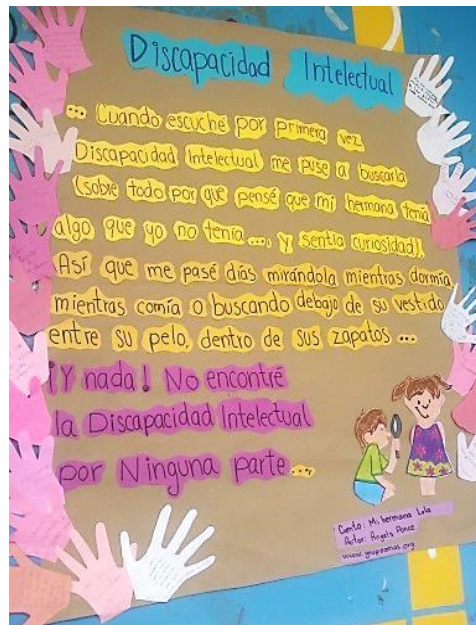 Discapacidad Intelectual
... Cuando escuché por primera vez
Discapacidad Intelectual me puse a buscarla
(sobre todo por que pensé que mi hermana tenía
algo que yo no tenía ..., y sentía curiosidad).
Así que me pasé días mirándola mientras dormía
mientras comía o buscando debajo de su vestido
entre su pelo, dentro de sus zapatos ...
¡Y nada! No encontré
la Discapacidad Intelectual
por Ninguna parte ...
Cuento: Mi hermana Lola
Autor: Àngels Ponce
www.grupoamas.org